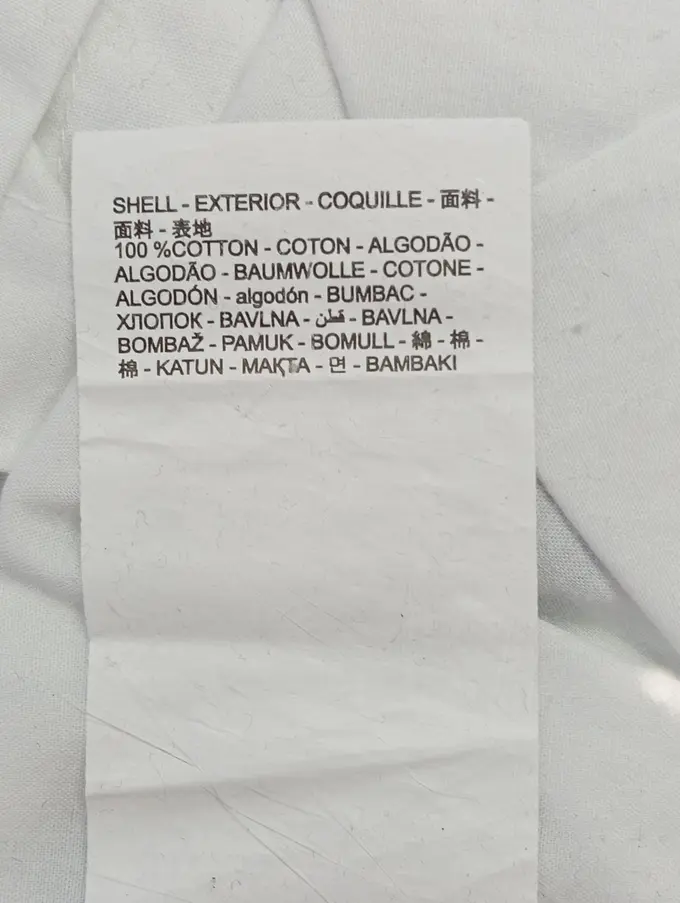 SHELL - EXTERIOR - COQUILLE - 面料 -
面料 - 表地
100 %COTTON - COTON - ALGODÃO -
ALGODÃO - BAUMWOLLE - COTONE -
ALGODÓN - algodón - BUMBAC -
ХЛОПОК - BAVLNA - قطن - BAVLNA -
BOMBAŽ - PAMUK - BOMULL - 綿 - 棉 -
棉 - KATUN - МАҚТА - 면 - BAMBAKI